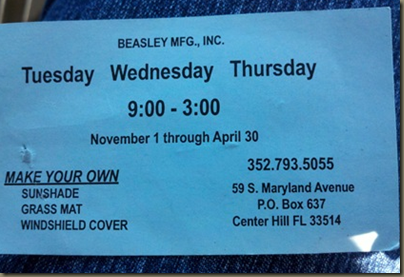 BEASLEY MFG., INC.
Tuesday Wednesday Thursday
9:00 - 3:00
November 1 through April 30
MAKE YOUR OWN
SUNSHADE
GRASS MAT
WINDSHIELD COVER
352.793.5055
59 S. Maryland Avenue
P.O. Box 637
Center Hill FL 33514